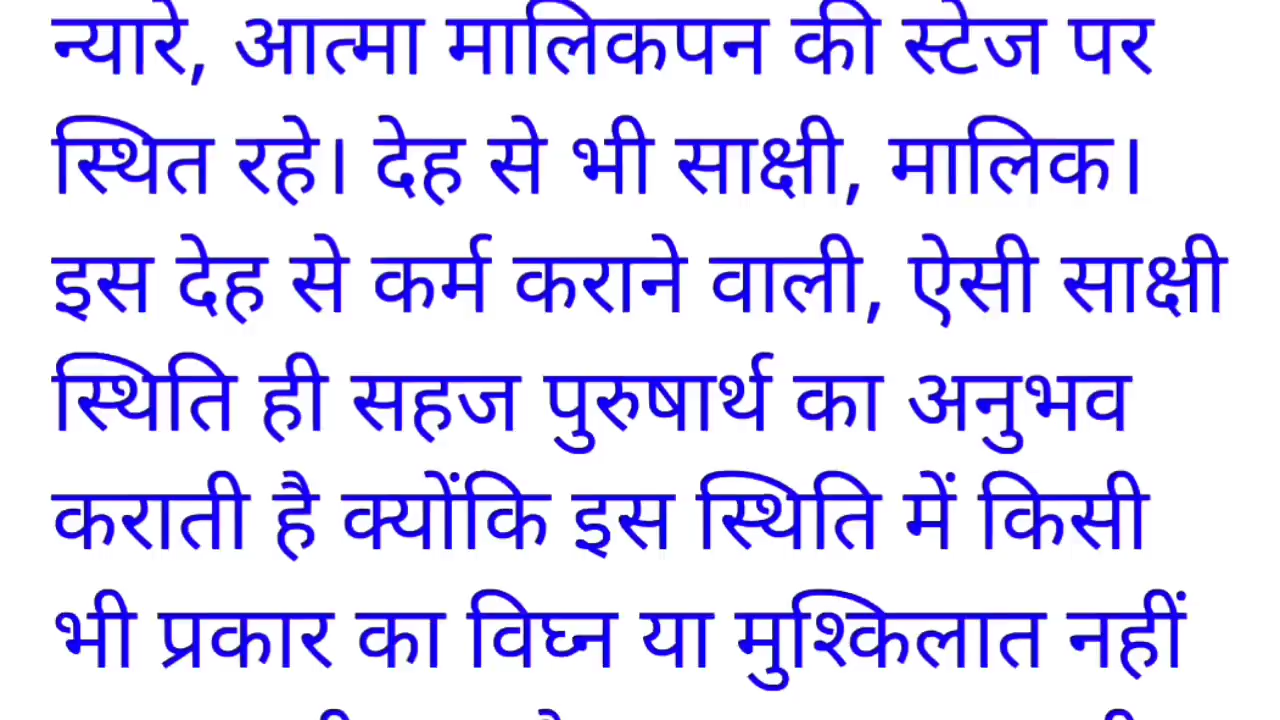 न्यारे, आत्मा मालिकपन की स्टेज पर
स्थित रहे। देह से भी साक्षी, मालिक।
इस देह से कर्म कराने वाली, ऐसी साक्षी
स्थिति ही सहज पुरुषार्थ का अनुभव
कराती है क्योंकि इस स्थिति में किसी
भी प्रकार का विघ्न या मुश्किलात नहीं